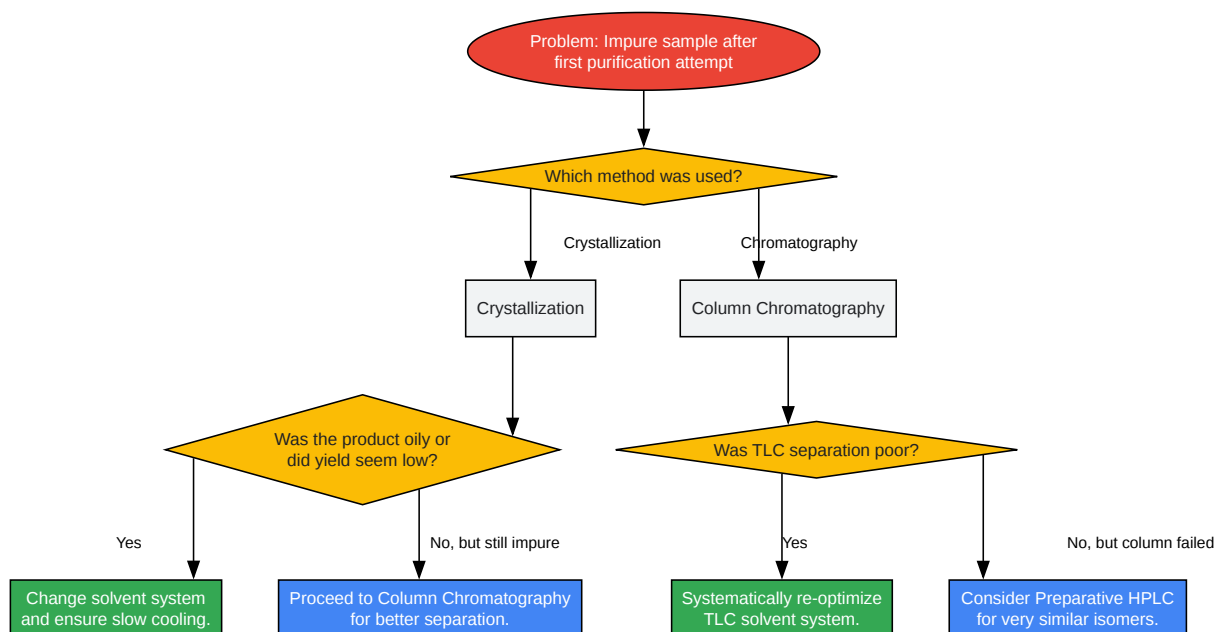 Problem: Impure sample after
first purification attempt
Which method was used?
Crystallization
Chromatography
Crystallization
Column Chromatography
Was the product oily or
did yield seem low?
Was TLC separation poor?
Yes
No, but still impure
Yes
No, but column failed
Change solvent system
and ensure slow cooling.
Proceed to Column Chromatography
for better separation.
Systematically re-optimize
TLC solvent system.
Consider Preparative HPLC
for very similar isomers.